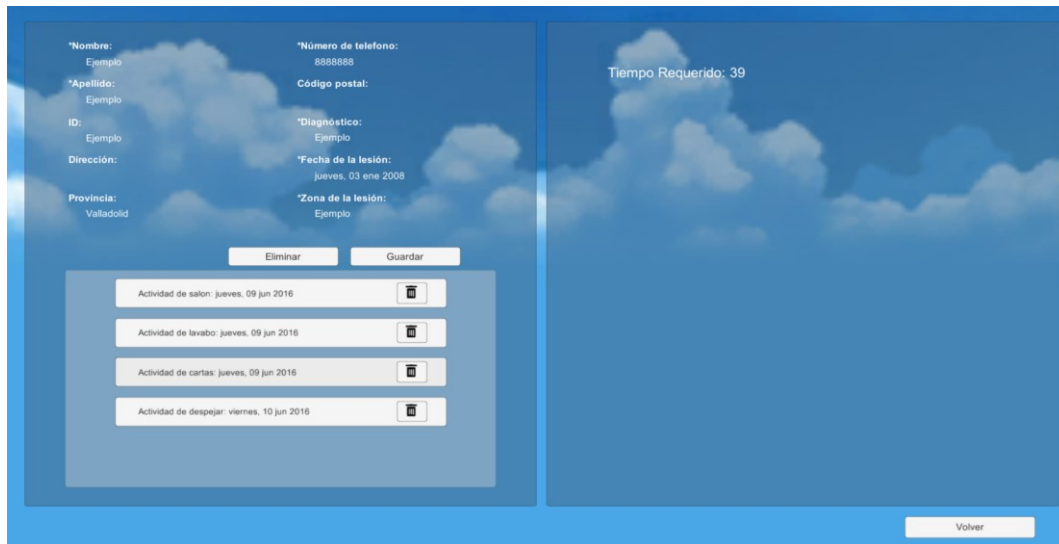 *Nombre:
Ejemplo
*Apellido:
Ejemplo
ID:
Ejemplo
Dirección:
Provincia:
Valladolid
*Número de telefono:
8888888
Código postal:
*Diagnóstico:
Ejemplo
*Fecha de la lesión:
jueves, 03 ene 2008
*Zona de la lesión:
Ejemplo
Eliminar
Guardar
Actividad de salon: jueves, 09 jun 2016
Actividad de lavabo: jueves, 09 jun 2016
Actividad de cartas: jueves, 09 jun 2016
Actividad de despejar: viernes, 10 jun 2016
Tiempo Requerido: 39
Volver